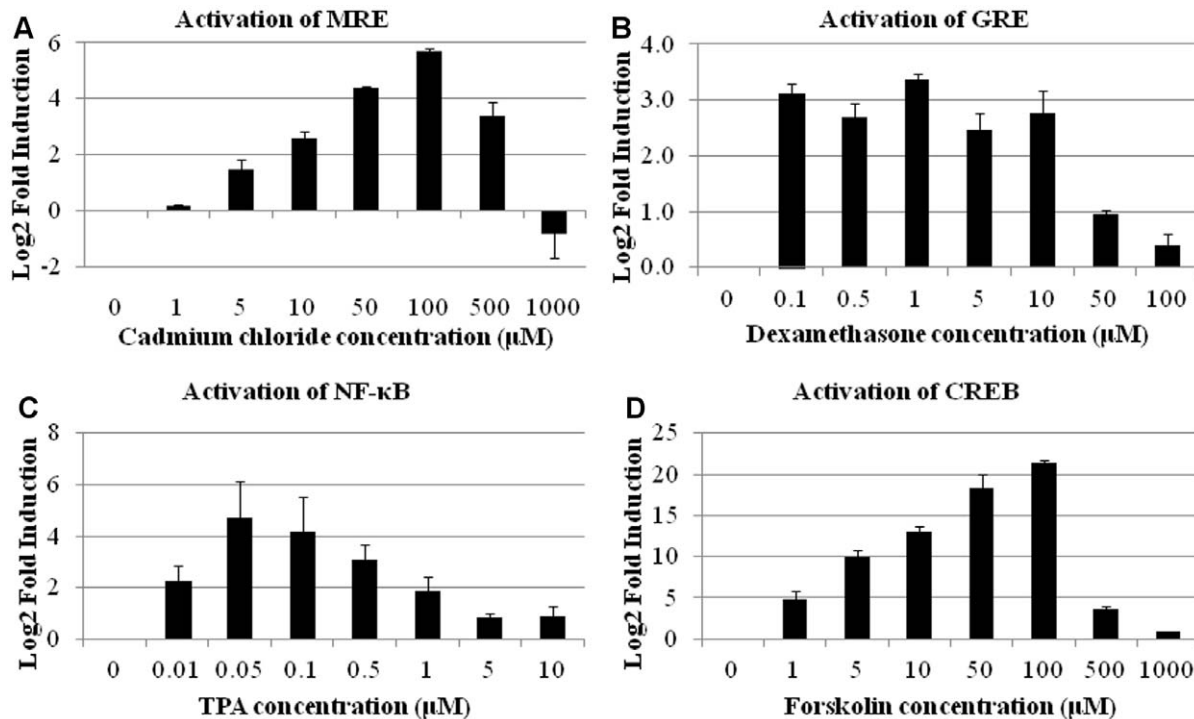 A
Activation of MRE
Log2 Fold Induction
6
4
2
0
-2
0 1 5 10 50 100 500 1000
Cadmium chloride concentration (μM)
B
Activation of GRE
Log2 Fold Induction
4.0
3.0
2.0
1.0
0.0
0 0.1 0.5 1 5 10 50 100
Dexamethasone concentration (μM)
C
Activation of NF-κB
Log2 Fold Induction
8
6
4
2
0
0 0.01 0.05 0.1 0.5 1 5 10
TPA concentration (μM)
D
Activation of CREB
Log2 Fold Induction
25
20
15
10
5
0
0 1 5 10 50 100 500 1000
Forskolin concentration (μM)